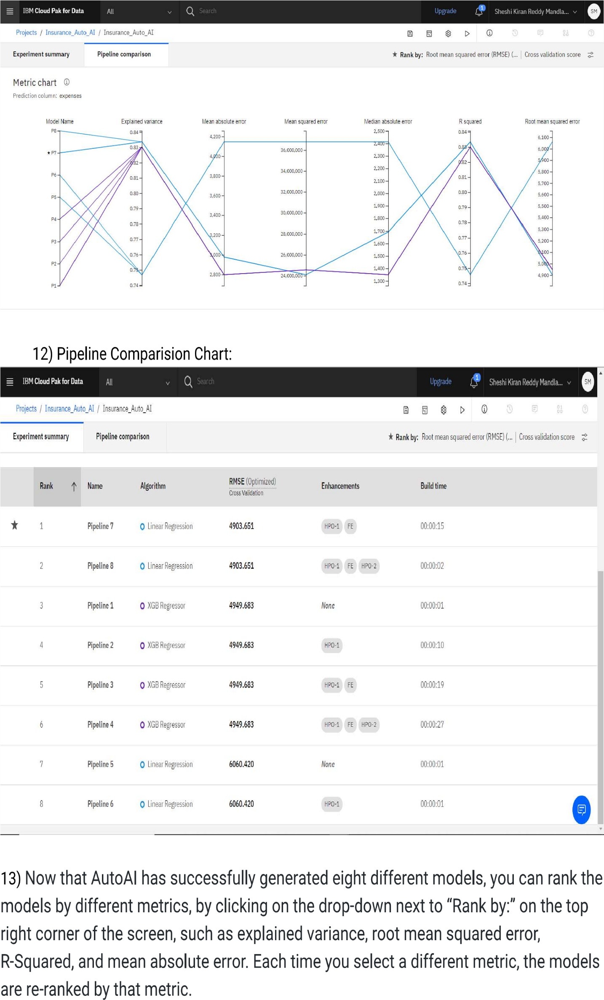 IBM Cloud Pak for Data All Search Upgrade 1 Sheshi Kiran Reddy Mandla... SM
Projects / Insurance_Auto_AI / Insurance_Auto_AI
Experiment summary Pipeline comparison ★ Rank by: Root mean squared error (RMSE) (... | Cross validation score
Metric chart
Prediction column: expenses
Model Name Explained variance Mean absolute error Mean squared error Median absolute error R squared Root mean squared error
P8
★ P7
P6
P5
P4
P3
P2
P1
0.84
0.83
0.82
0.81
0.80
0.79
0.78
0.77
0.76
0.75
0.74
4,200
4,000
3,800
3,600
3,400
3,200
3,000
2,800
36,000,000
34,000,000
32,000,000
30,000,000
28,000,000
26,000,000
24,000,000
2,500
2,400
2,300
2,200
2,100
2,000
1,900
1,800
1,700
1,600
1,500
1,400
1,300
0.84
0.83
0.82
0.81
0.80
0.79
0.78
0.77
0.76
0.75
0.74
6,100
6,000
5,900
5,800
5,700
5,600
5,500
5,400
5,300
5,200
5,100
5,000
4,900
12) Pipeline Comparision Chart:
IBM Cloud Pak for Data All Search Upgrade 1 Sheshi Kiran Reddy Mandla... SM
Projects / Insurance_Auto_AI / Insurance_Auto_AI
Experiment summary Pipeline comparison ★ Rank by: Root mean squared error (RMSE) (... | Cross validation score
Rank ↑ Name Algorithm RMSE (Optimized) Enhancements Build time
Cross Validation
★ 1 Pipeline 7 Linear Regression 4903.651 HPO-1 FE 00:00:15
2 Pipeline 8 Linear Regression 4903.651 HPO-1 FE HPO-2 00:00:02
3 Pipeline 1 XGB Regressor 4949.683 None 00:00:01
4 Pipeline 2 XGB Regressor 4949.683 HPO-1 00:00:10
5 Pipeline 3 XGB Regressor 4949.683 HPO-1 FE 00:00:19
6 Pipeline 4 XGB Regressor 4949.683 HPO-1 FE HPO-2 00:00:27
7 Pipeline 5 Linear Regression 6060.420 None 00:00:01
8 Pipeline 6 Linear Regression 6060.420 HPO-1 00:00:01
13) Now that AutoAI has successfully generated eight different models, you can rank the
models by different metrics, by clicking on the drop-down next to “Rank by:” on the top
right corner of the screen, such as explained variance, root mean squared error,
R-Squared, and mean absolute error. Each time you select a different metric, the models
are re-ranked by that metric.